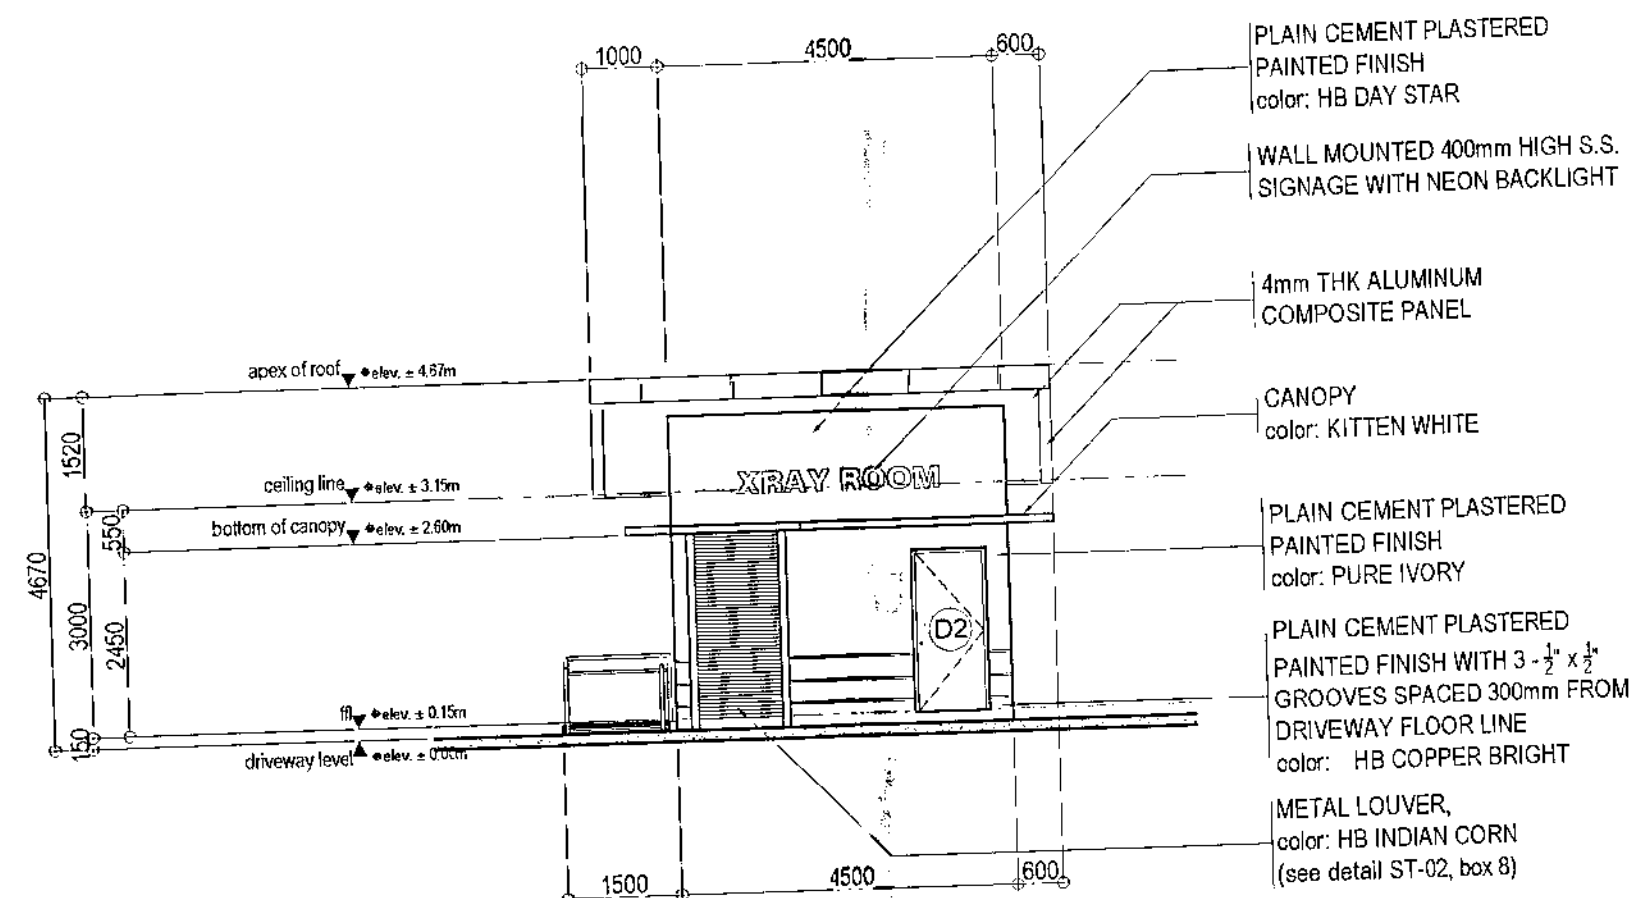 1000
4500
600
PLAIN CEMENT PLASTERED
PAINTED FINISH
color: HB DAY STAR
WALL MOUNTED 400mm HIGH S.S.
SIGNAGE WITH NEON BACKLIGHT
4mm THK ALUMINUM
COMPOSITE PANEL
apex of roof elev. ± 4.67m
CANOPY
color: KITTEN WHITE
1520
ceiling line elev. ± 3.15m
XRAY ROOM
550
bottom of canopy elev. ± 2.60m
PLAIN CEMENT PLASTERED
PAINTED FINISH
color: PURE IVORY
4670
3000
2450
D2
PLAIN CEMENT PLASTERED
PAINTED FINISH WITH 3 - ½" x ½"
GROOVES SPACED 300mm FROM
DRIVEWAY FLOOR LINE
color: HB COPPER BRIGHT
ffl elev. ± 0.15m
150
driveway level elev. ± 0.00m
METAL LOUVER,
color: HB INDIAN CORN
(see detail ST-02, box 8)
1500
4500
600